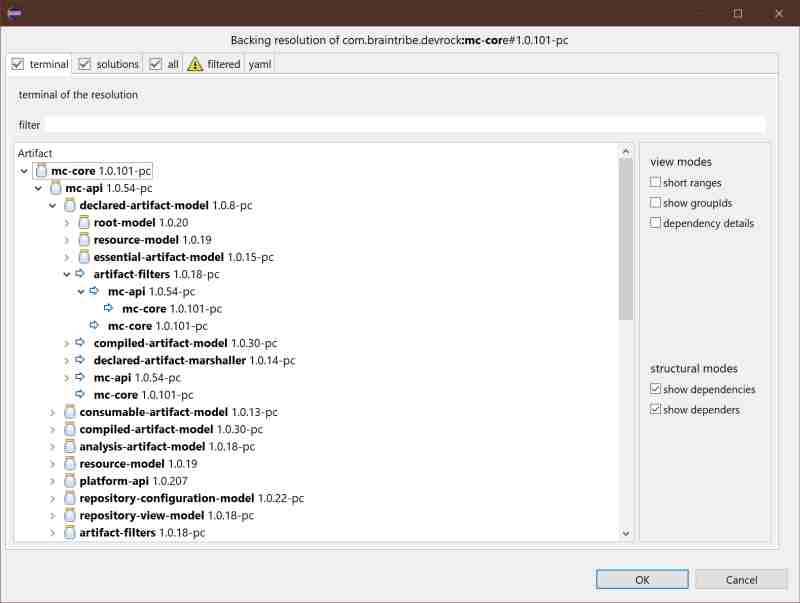 Backing resolution of com.braintribe.devrock:mc-core#1.0.101-pc
terminal solutions all filtered yaml
terminal of the resolution
filter
Artifact
mc-core 1.0.101-pc
mc-api 1.0.54-pc
declared-artifact-model 1.0.8-pc
root-model 1.0.20
resource-model 1.0.19
essential-artifact-model 1.0.15-pc
artifact-filters 1.0.18-pc
mc-api 1.0.54-pc
mc-core 1.0.101-pc
mc-core 1.0.101-pc
compiled-artifact-model 1.0.30-pc
declared-artifact-marshaller 1.0.14-pc
mc-api 1.0.54-pc
mc-core 1.0.101-pc
consumable-artifact-model 1.0.13-pc
compiled-artifact-model 1.0.30-pc
analysis-artifact-model 1.0.18-pc
resource-model 1.0.19
platform-api 1.0.207
repository-configuration-model 1.0.22-pc
repository-view-model 1.0.18-pc
artifact-filters 1.0.18-pc
view modes
short ranges
show groupIds
dependency details
structural modes
show dependencies
show dependers
OK Cancel